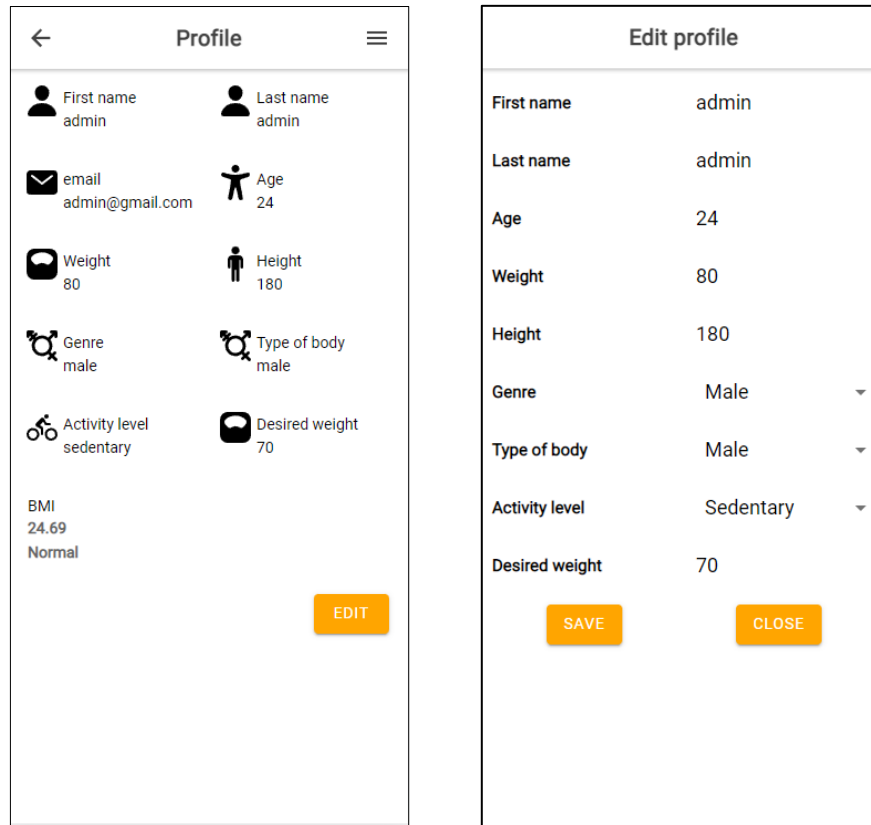 Profile
First name
admin
Last name
admin
email
admin@gmail.com
Age
24
Weight
80
Height
180
Genre
male
Type of body
male
Activity level
sedentary
Desired weight
70
BMI
24.69
Normal
EDIT
Edit profile
First name admin
Last name admin
Age 24
Weight 80
Height 180
Genre Male
Type of body Male
Activity level Sedentary
Desired weight 70
SAVE CLOSE